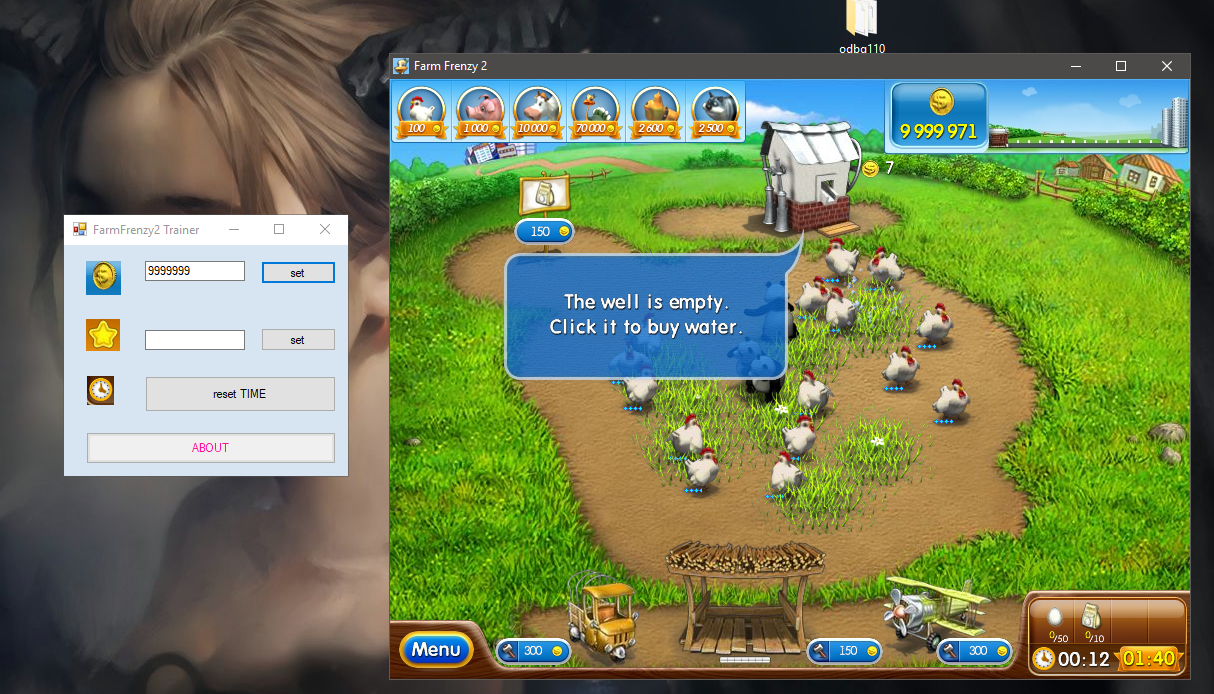 odbg110
Farm Frenzy 2
100
1 000
10 000
70 000
2 600
2 500
9 999 971
7
150
The well is empty.
Click it to buy water.
FarmFrenzy2 Trainer
9999999
set
set
reset TIME
ABOUT
Menu
300
150
300
0/50
0/10
00:12
01:40